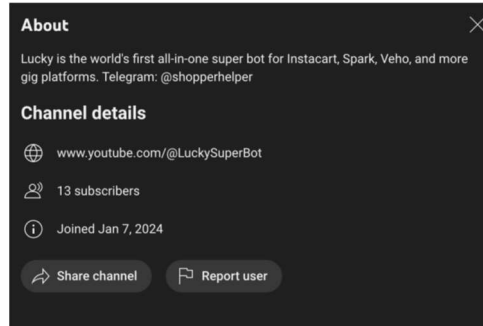 About
Lucky is the world's first all-in-one super bot for Instacart, Spark, Veho, and more
gig platforms. Telegram: @shopperhelper
Channel details
www.youtube.com/@LuckySuperBot
13 subscribers
Joined Jan 7, 2024
Share channel
Report user